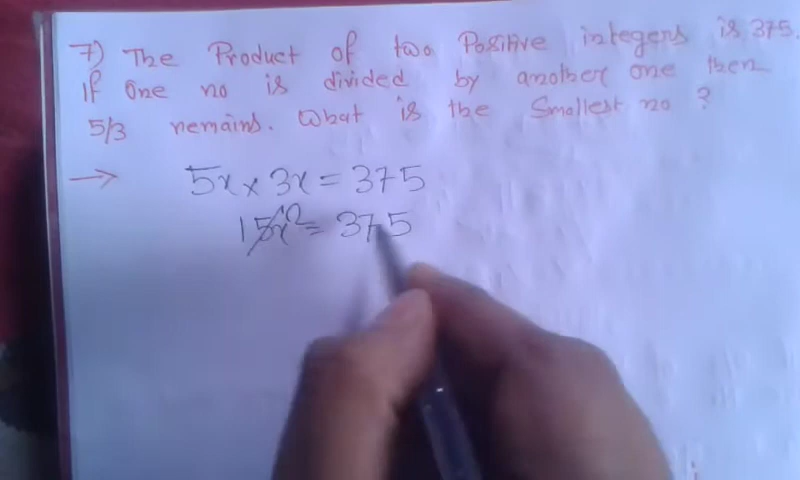 7) The Product of two Positive integers is 375.
If one no is divided by another one then
5/3 remains. What is the Smallest no ?
→ 5x × 3x = 375
15x² = 375